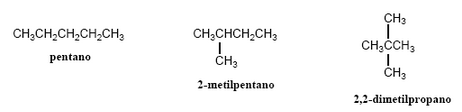 CH₃CH₂CH₂CH₂CH₃
pentano
CH₃CHCH₂CH₃
CH₃
2-metilpentano
CH₃
CH₃CCH₃
CH₃
2,2-dimetilpropano